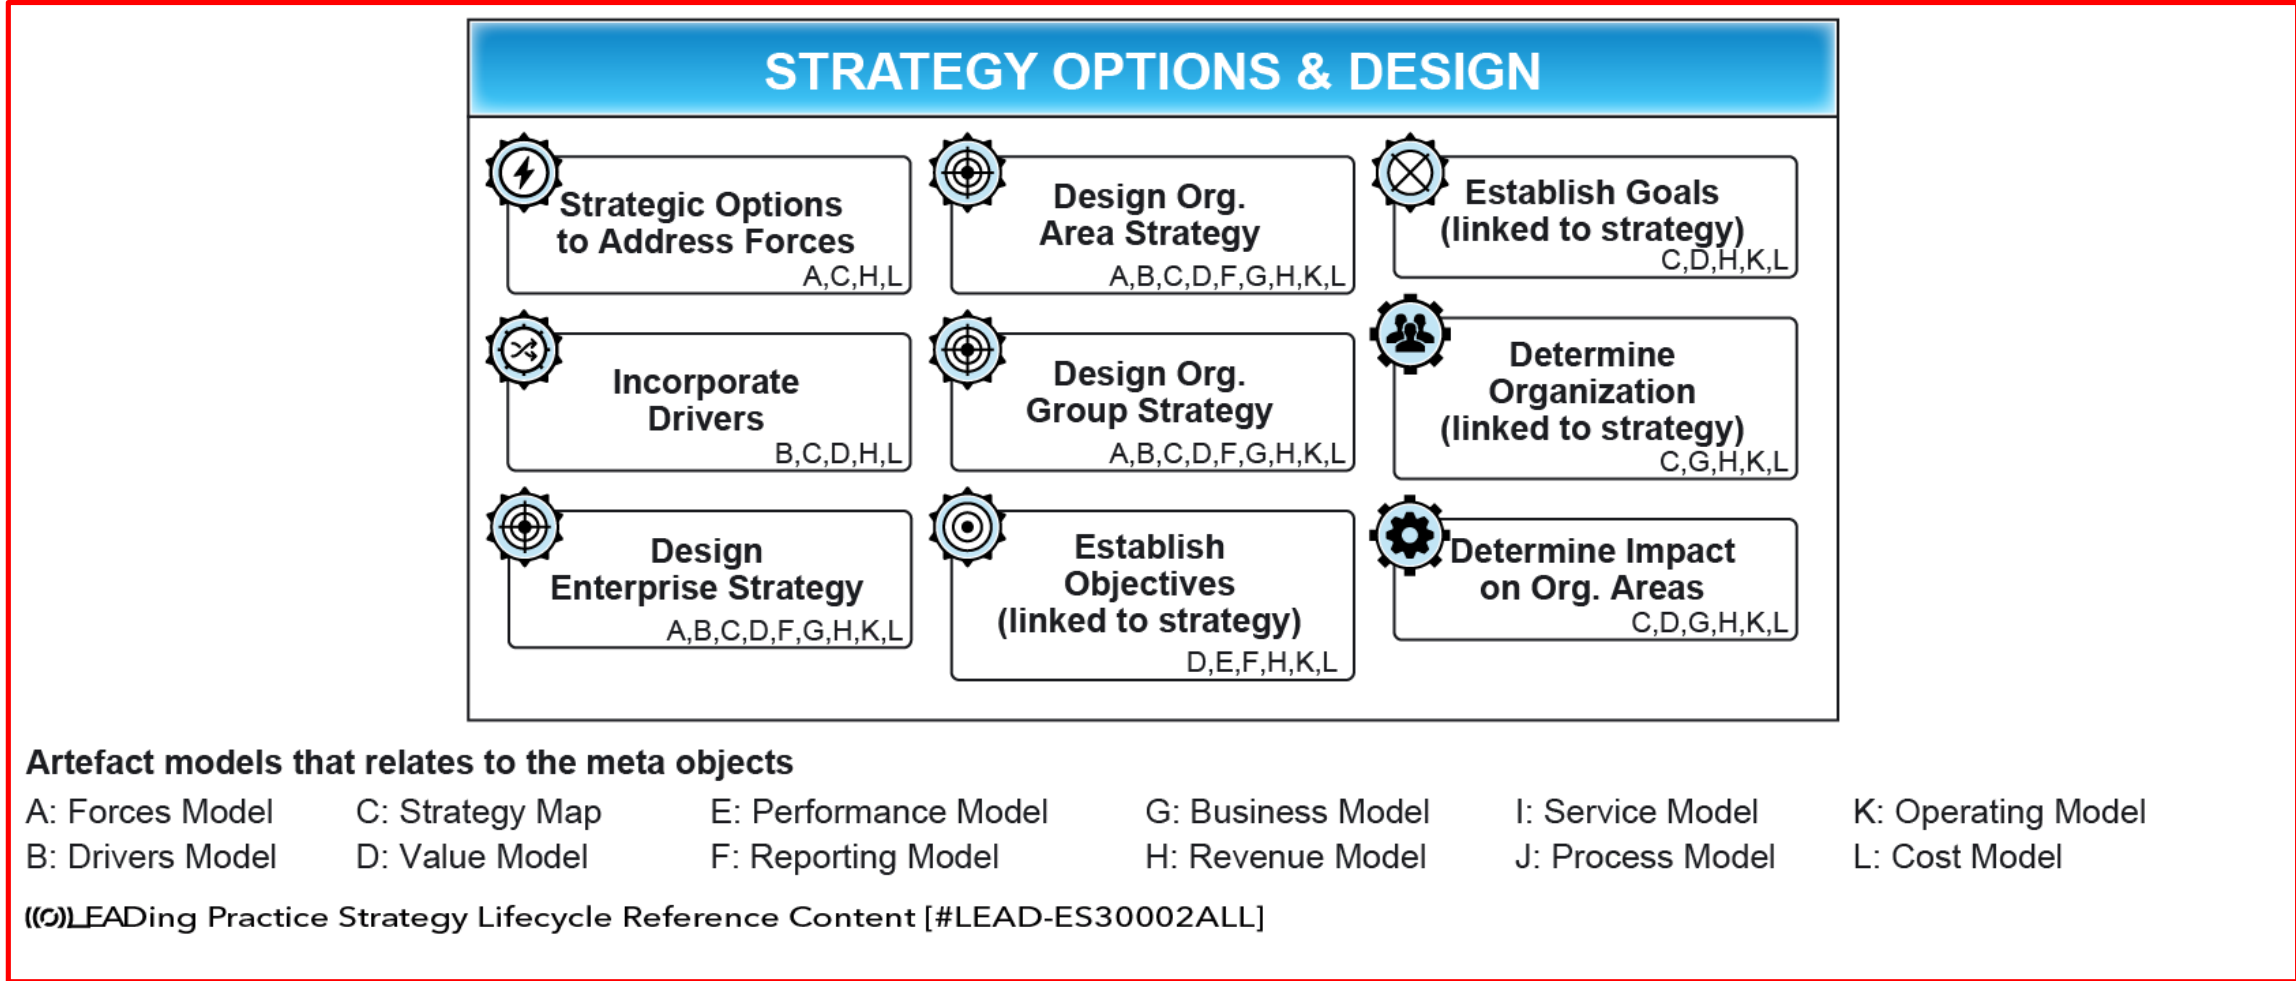 STRATEGY OPTIONS & DESIGN
Strategic Options
to Address Forces
A,C,H,L
Incorporate
Drivers
B,C,D,H,L
Design
Enterprise Strategy
A,B,C,D,F,G,H,K,L
Design Org.
Area Strategy
A,B,C,D,F,G,H,K,L
Design Org.
Group Strategy
A,B,C,D,F,G,H,K,L
Establish
Objectives
(linked to strategy)
D,E,F,H,K,L
Establish Goals
(linked to strategy)
C,D,H,K,L
Determine
Organization
(linked to strategy)
C,G,H,K,L
Determine Impact
on Org. Areas
C,D,G,H,K,L
Artefact models that relates to the meta objects
A: Forces Model C: Strategy Map E: Performance Model G: Business Model I: Service Model K: Operating Model
B: Drivers Model D: Value Model F: Reporting Model H: Revenue Model J: Process Model L: Cost Model
LEADing Practice Strategy Lifecycle Reference Content [#LEAD-ES30002ALL]